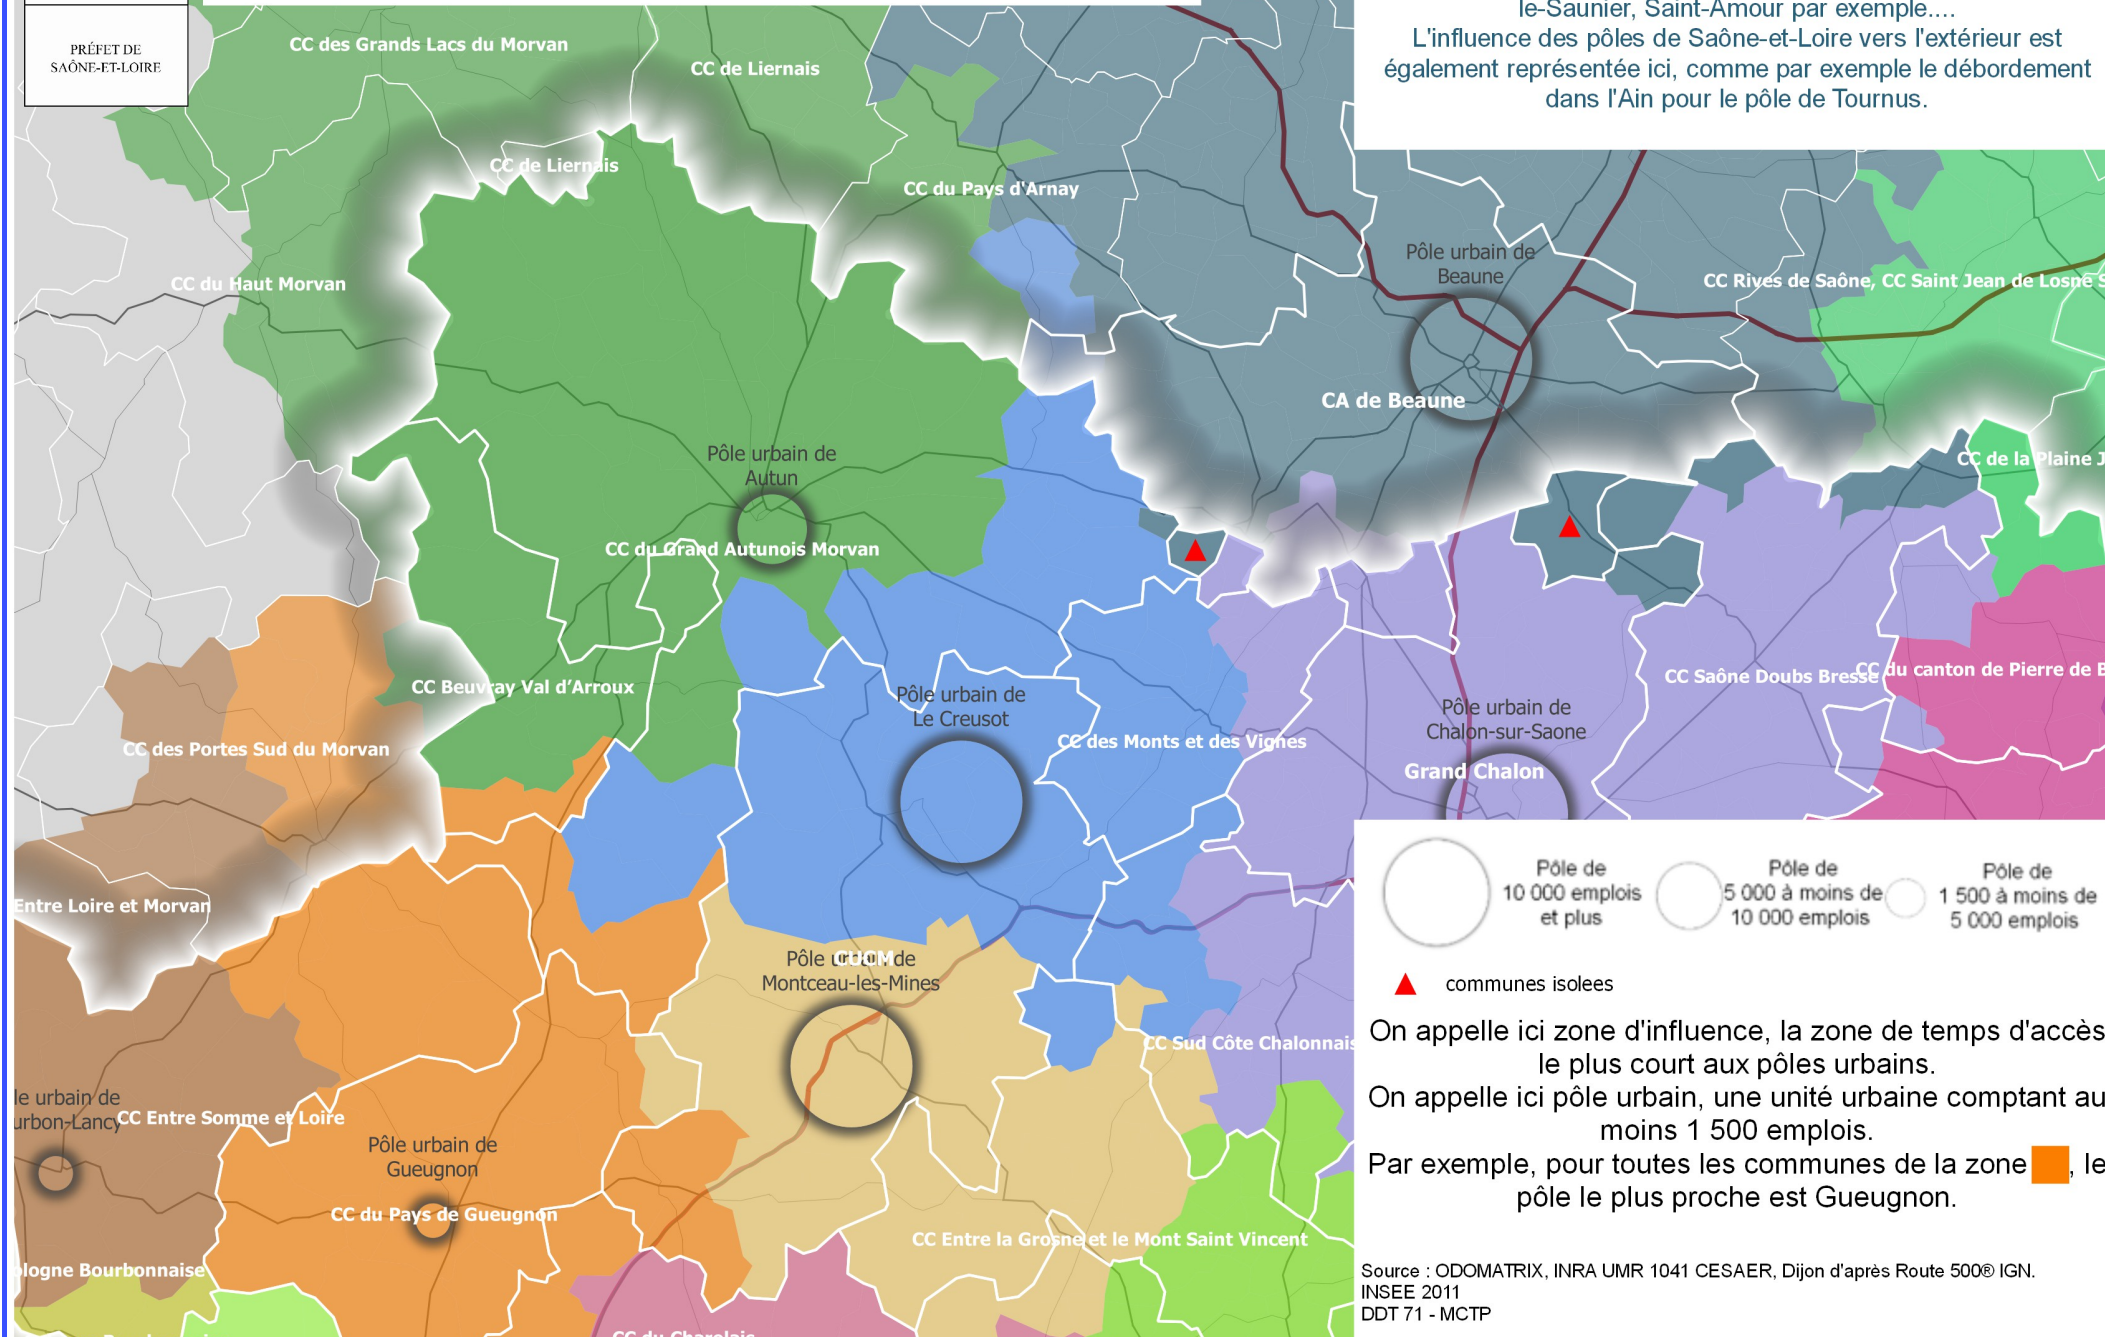 PRÉFET DE
SAÔNE-ET-LOIRE
le-Saunier, Saint-Amour par exemple....
L'influence des pôles de Saône-et-Loire vers l'extérieur est
également représentée ici, comme par exemple le débordement
dans l'Ain pour le pôle de Tournus.
CC des Grands Lacs du Morvan
CC de Liernais
CC de Liernais
CC du Pays d'Arnay
CC du Haut Morvan
Pôle urbain de
Beaune
CC Rives de Saône, CC Saint Jean de Losne S
CA de Beaune
Pôle urbain de
Autun
CC de la Plaine J
CC du Grand Autunois Morvan
CC Beuvray Val d’Arroux
Pôle urbain de
Le Creusot
CC Saône Doubs Bresse
CC du canton de Pierre de B
Pôle urbain de
Chalon-sur-Saone
CC des Portes Sud du Morvan
CC des Monts et des Vignes
Grand Chalon
Entre Loire et Morvan
Pôle de
10 000 emplois
et plus
Pôle de
5 000 à moins de
10 000 emplois
Pôle de
1 500 à moins de
5 000 emplois
Pôle urbain de
CUCM
Montceau-les-Mines
communes isolees
CC Sud Côte Chalonnais
On appelle ici zone d'influence, la zone de temps d'accès
le plus court aux pôles urbains.
On appelle ici pôle urbain, une unité urbaine comptant au
moins 1 500 emplois.
Par exemple, pour toutes les communes de la zone , le
pôle le plus proche est Gueugnon.
le urbain de
urbon-Lancy
CC Entre Somme et Loire
Pôle urbain de
Gueugnon
CC du Pays de Gueugnon
CC Entre la Grosne et le Mont Saint Vincent
ologne Bourbonnaise
Source : ODOMATRIX, INRA UMR 1041 CESAER, Dijon d'après Route 500® IGN.
INSEE 2011
DDT 71 - MCTP
CC du Charolais